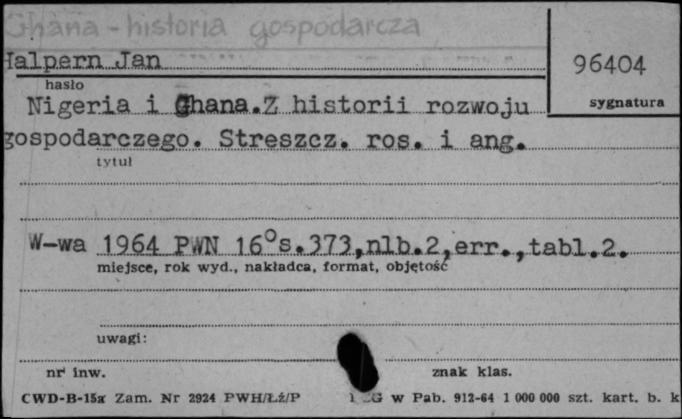 Ghana - historia gospodarcza
Halpern Jan
96404
hasło
sygnatura
Nigeria i Ghana. Z historii rozwoju
gospodarczego. Streszcz. ros. i ang.
tytuł
W-wa 1964 PWN 16°s.373,nlb.2,err.,tabl.2.
miejsce, rok wyd., nakładca, format, objętość
uwagi:
nr inw.
znak klas.
CWD-B-15a Zam. Nr 2924 PWH/Łź/P w Pab. 912-64 1 000 000 szt. kart. b. k